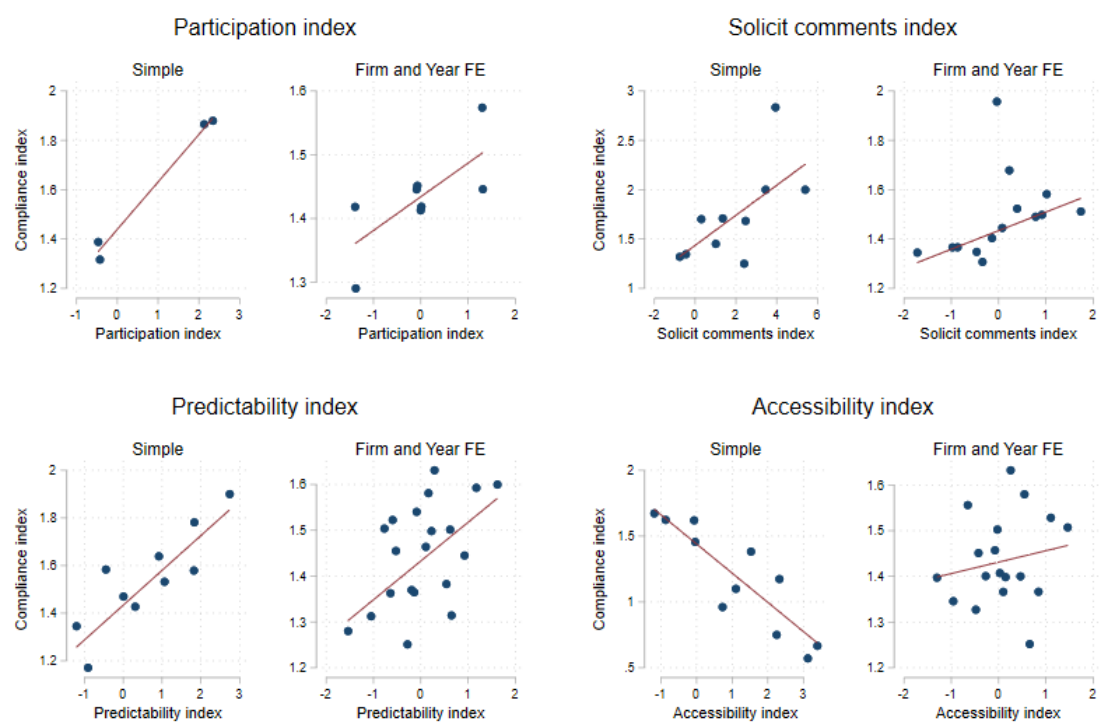 Participation index
Simple
Firm and Year FE
Compliance index
2
1.8
1.6
1.4
1.2
-1 0 1 2 3
Participation index
1.6
1.5
1.4
1.3
-2 -1 0 1 2
Participation index
Solicit comments index
Simple
Firm and Year FE
Compliance index
3
2.5
2
1.5
1
-2 0 2 4 6
Solicit comments index
2
1.8
1.6
1.4
1.2
-2 -1 0 1 2
Solicit comments index
Predictability index
Simple
Firm and Year FE
Compliance index
2
1.8
1.6
1.4
1.2
-1 0 1 2 3
Predictability index
1.6
1.5
1.4
1.3
1.2
-2 -1 0 1 2
Predictability index
Accessibility index
Simple
Firm and Year FE
Compliance index
2
1.5
1
.5
-1 0 1 2 3
Accessibility index
1.6
1.5
1.4
1.3
1.2
-2 -1 0 1 2
Accessibility index